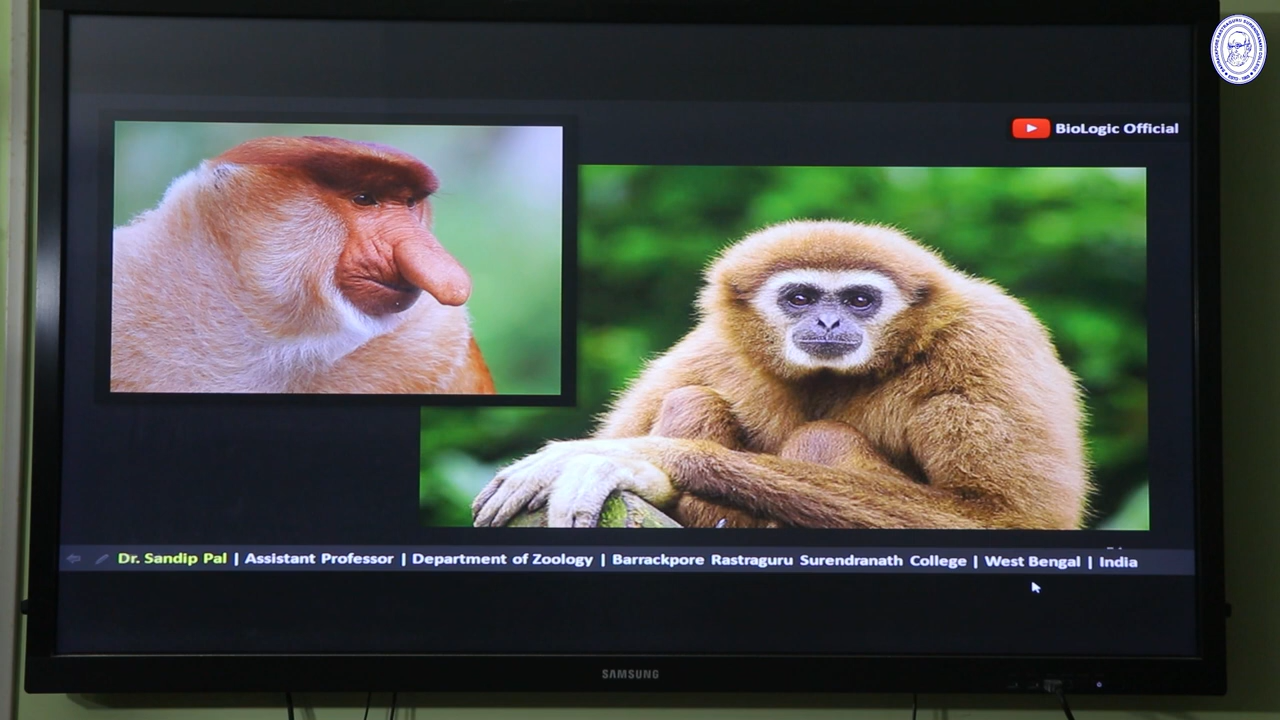 BioLogic Official
Dr. Sandip Pal | Assistant Professor | Department of Zoology | Barrackpore Rastraguru Surendranath College | West Bengal | India
SAMSUNG